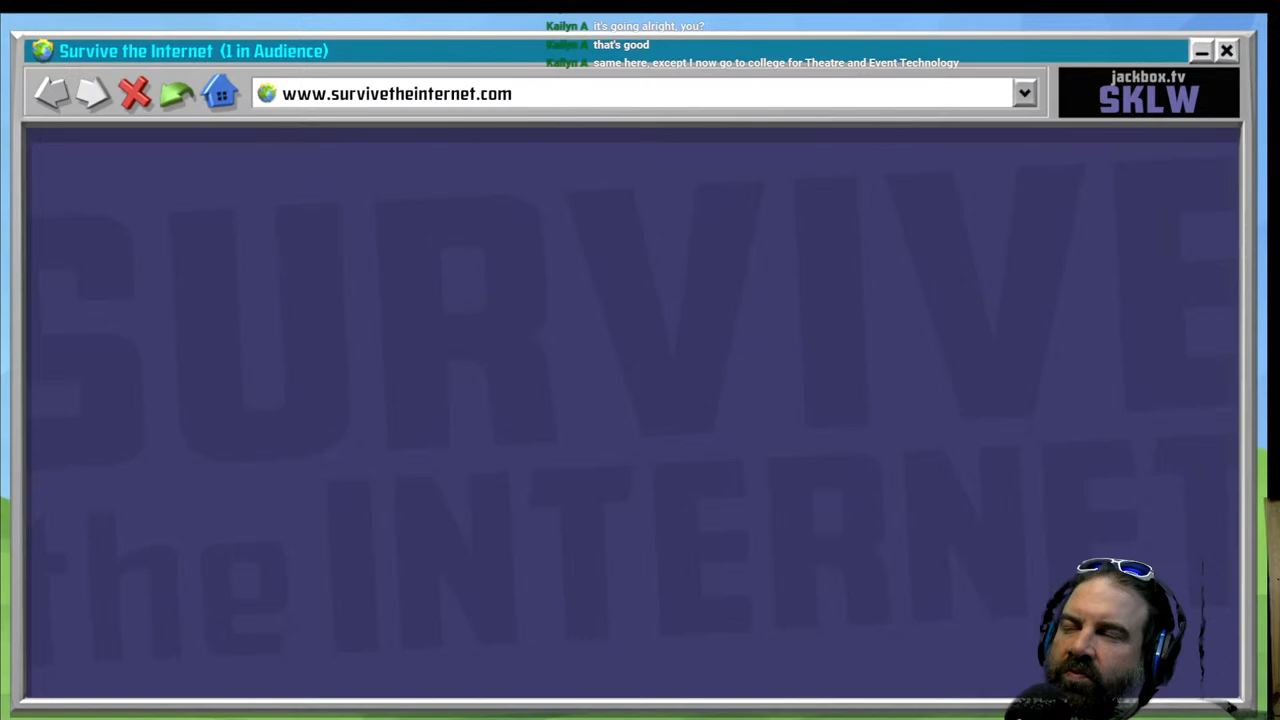 Kailyn A it's going alright, you?
Kailyn A that's good
Kailyn A same here, except I now go to college for Theatre and Event Technology
Survive the Internet (1 in Audience)
www.survivetheinternet.com
jackbox.tv
SKLW
SURVIVE
the INTERNET